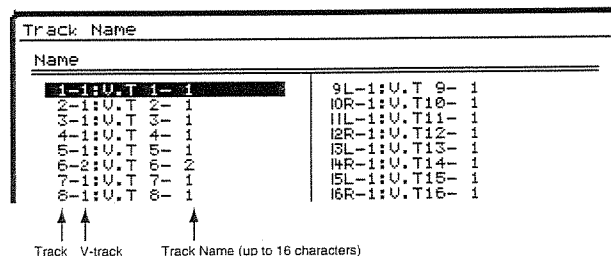 Track Name
Name
1-1:V.T 1- 1
2-1:V.T 2- 1
3-1:V.T 3- 1
4-1:V.T 4- 1
5-1:V.T 5- 1
6-2:V.T 6- 2
7-1:V.T 7- 1
8-1:V.T 8- 1
9L-1:V.T 9- 1
10R-1:V.T10- 1
11L-1:V.T11- 1
12R-1:V.T12- 1
13L-1:V.T13- 1
14R-1:V.T14- 1
15L-1:V.T15- 1
16R-1:V.T16- 1
Track V-track Track Name (up to 16 characters)